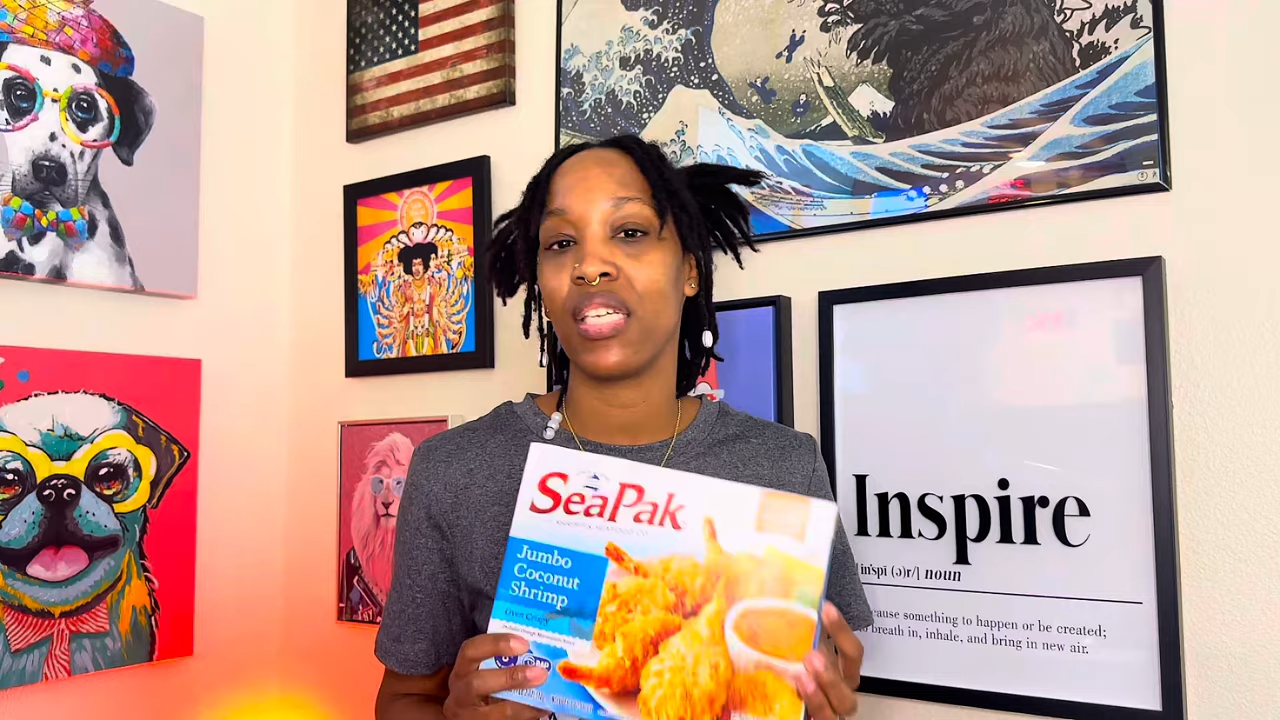 SeaPak
Jumbo
Coconut
Shrimp
Oven Crispy
Inspire
noun
cause something to happen or be created;
breath in, inhale, and bring in new air.